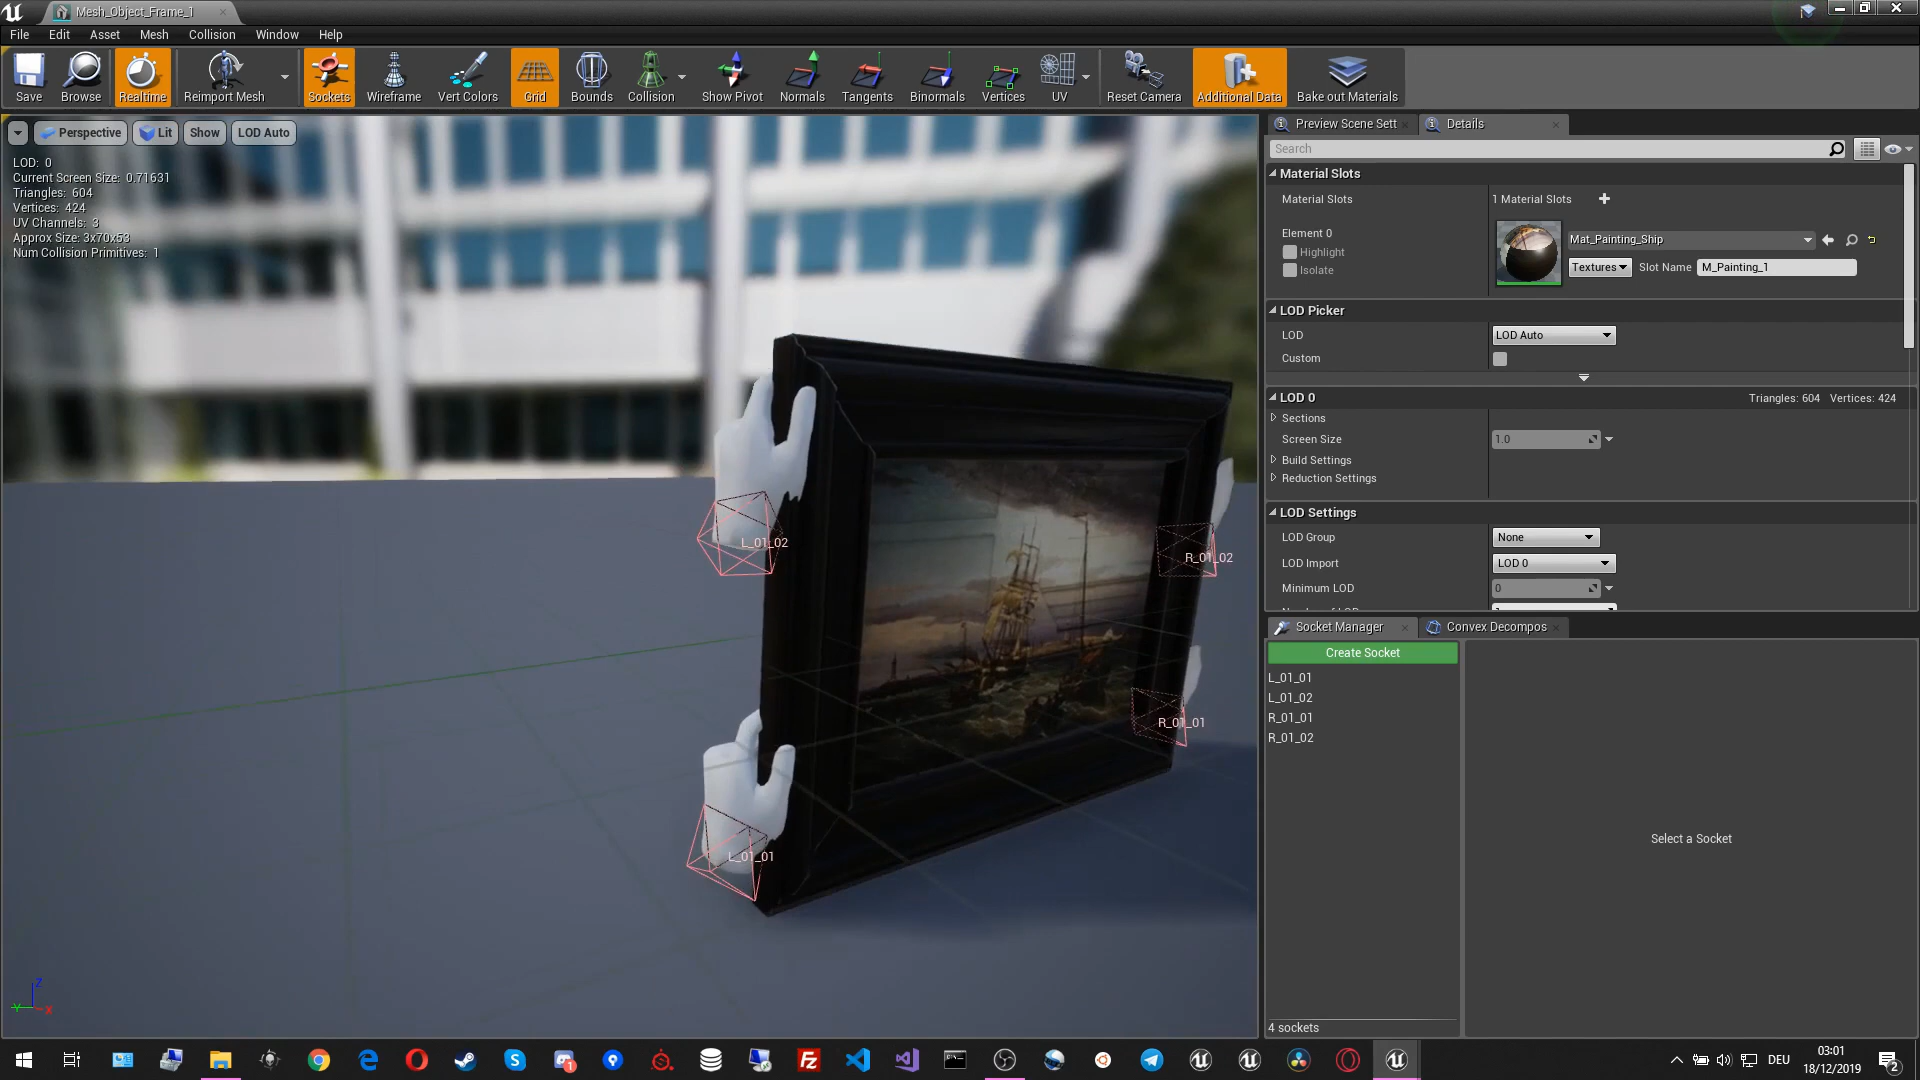 Mesh_Object_Frame_1
File Edit Asset Mesh Collision Window Help
Save Browse Realtime Reimport Mesh Sockets Wireframe Vert Colors Grid Bounds Collision Show Pivot Normals Tangents Binormals Vertices UV Reset Camera Additional Data Bake out Materials
Perspective Lit Show LOD Auto
LOD: 0
Current Screen Size: 0.71631
Triangles: 604
Vertices: 424
UV Channels: 3
Approx Size: 3x70x53
Num Collision Primitives: 1
L_01_02
R_01_02
R_01_01
L_01_01
Z
Y
X
Preview Scene Sett Details
Search
Material Slots
Material Slots 1 Material Slots
Element 0
Highlight
Isolate
Mat_Painting_Ship
Textures Slot Name M_Painting_1
LOD Picker
LOD LOD Auto
Custom
LOD 0 Triangles: 604 Vertices: 424
Sections
Screen Size 1.0
Build Settings
Reduction Settings
LOD Settings
LOD Group None
LOD Import LOD 0
Minimum LOD 0
Socket Manager Convex Decompos
Create Socket
L_01_01
L_01_02
R_01_01
R_01_02
Select a Socket
4 sockets
DEU
03:01
18/12/2019
2